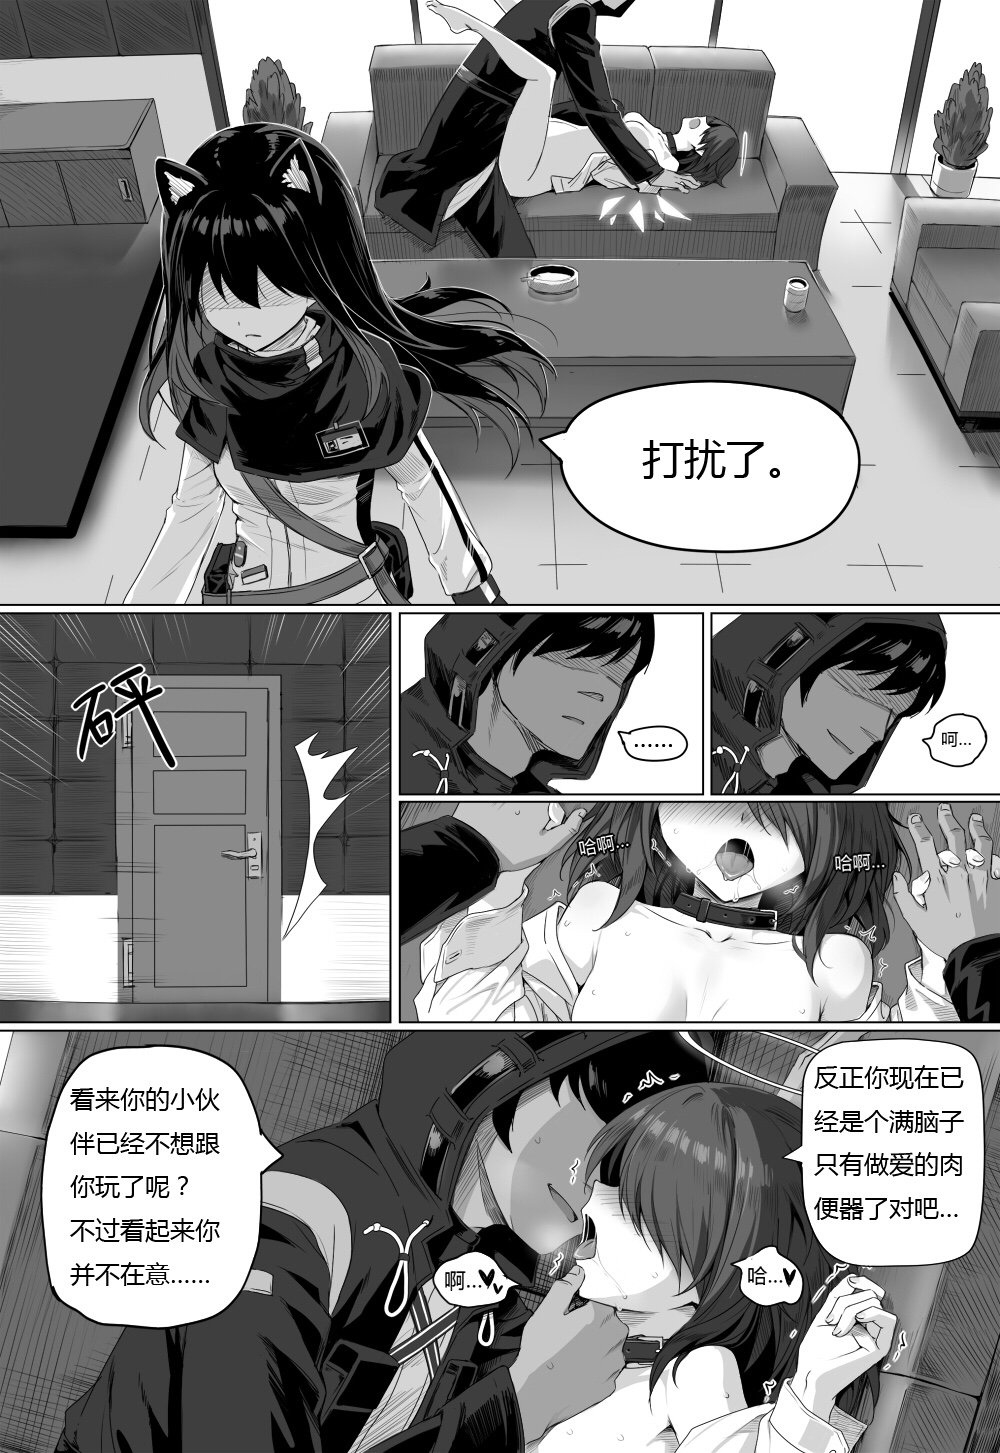 打扰了。
砰
……
呵…
哈啊…
哈啊…
反正你现在已
经是个满脑子
只有做爱的肉
便器了对吧…
看来你的小伙
伴已经不想跟
你玩了呢？
不过看起来你
并不在意……
啊…
哈…